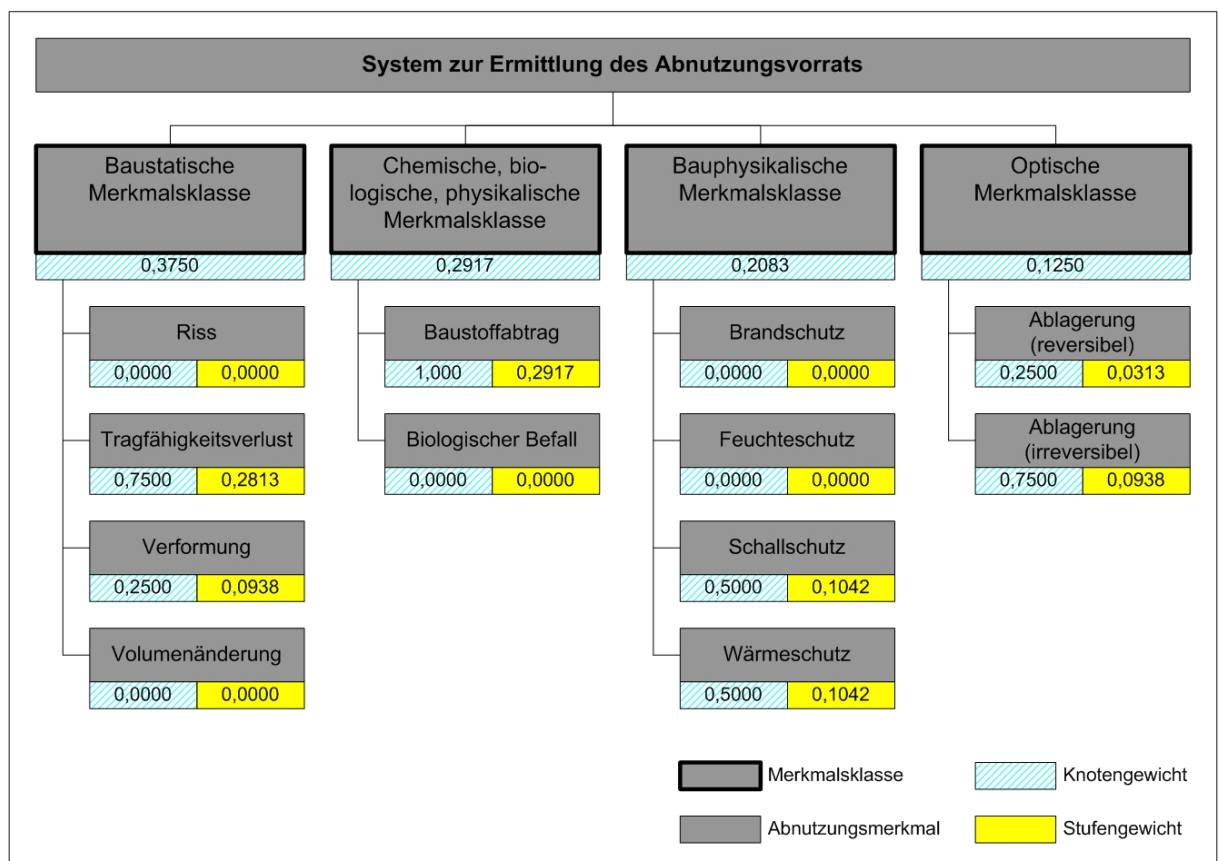 System zur Ermittlung des Abnutzungsvorrats
Baustatische
Merkmalsklasse
0,3750
Riss
0,0000 0,0000
Tragfähigkeitsverlust
0,7500 0,2813
Verformung
0,2500 0,0938
Volumenänderung
0,0000 0,0000
Chemische, bio-
logische, physikalische
Merkmalsklasse
0,2917
Baustoffabtrag
1,000 0,2917
Biologischer Befall
0,0000 0,0000
Bauphysikalische
Merkmalsklasse
0,2083
Brandschutz
0,0000 0,0000
Feuchteschutz
0,0000 0,0000
Schallschutz
0,5000 0,1042
Wärmeschutz
0,5000 0,1042
Optische
Merkmalsklasse
0,1250
Ablagerung
(reversibel)
0,2500 0,0313
Ablagerung
(irreversibel)
0,7500 0,0938
Merkmalsklasse
Knotengewicht
Abnutzungsmerkmal
Stufengewicht